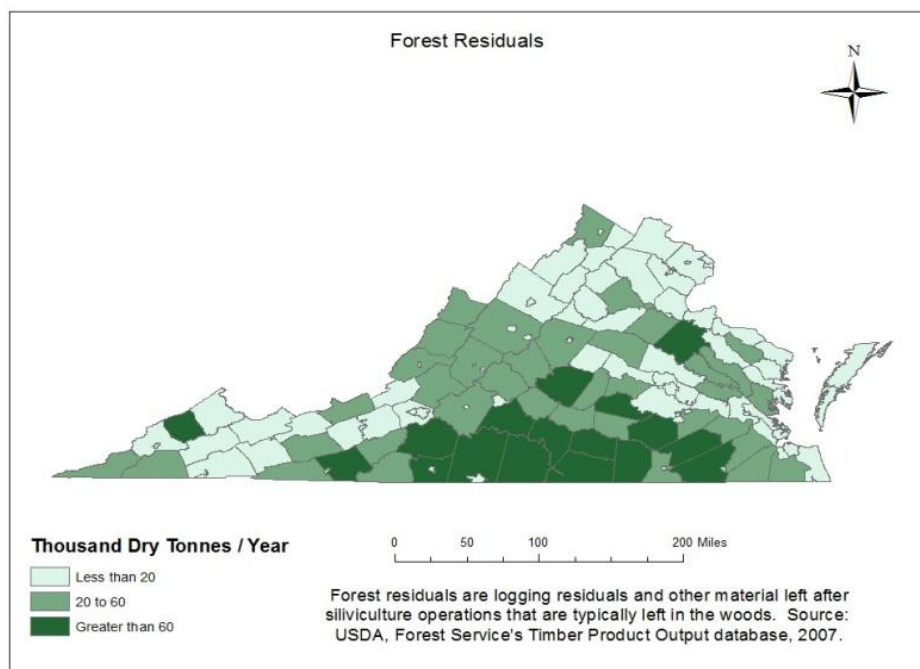 Forest Residuals
N
Thousand Dry Tonnes / Year
Less than 20
20 to 60
Greater than 60
0 50 100 200 Miles
Forest residuals are logging residuals and other material left after
siliviculture operations that are typically left in the woods. Source:
USDA, Forest Service's Timber Product Output database, 2007.